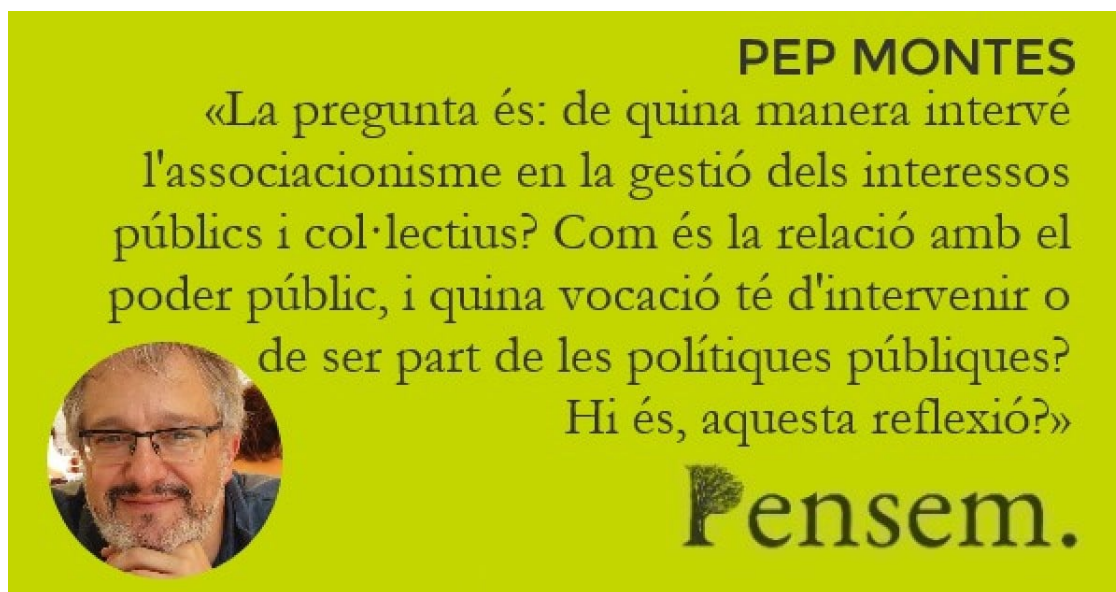 PEP MONTES
«La pregunta és: de quina manera intervé
l'associacionisme en la gestió dels interessos
públics i col·lectius? Com és la relació amb el
poder públic, i quina vocació té d'intervenir o
de ser part de les polítiques públiques?
Hi és, aquesta reflexió?»
Pensem.